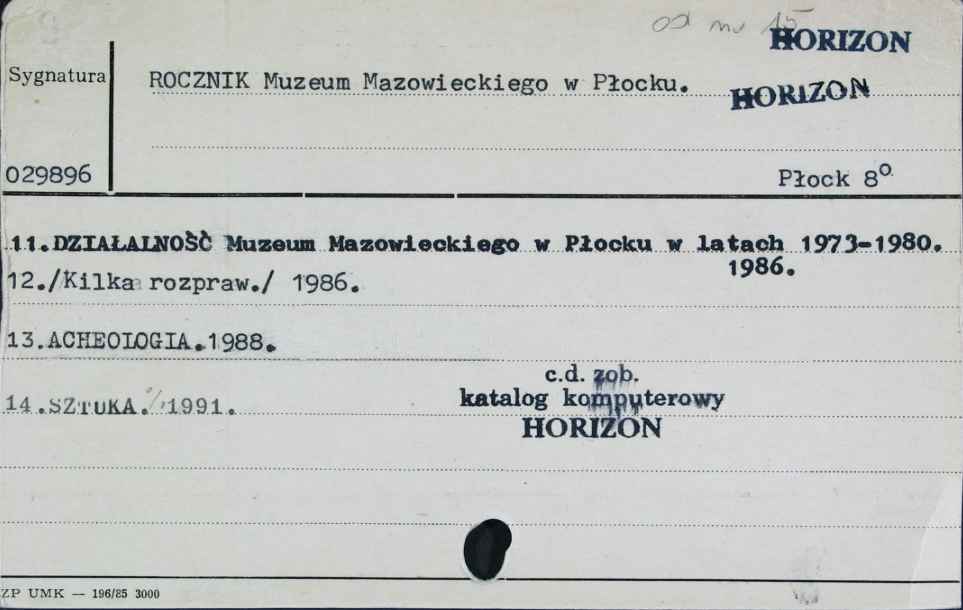 od nr 15
HORIZON
Sygnatura
ROCZNIK Muzeum Mazowieckiego w Płocku.
HORIZON
029896
Płock 8º
11.DZIAŁALNOŚĆ Muzeum Mazowieckiego w Płocku w latach 1973-1980.
1986.
12./Kilka rozpraw./ 1986.
13.ACHEOLOGIA.1988.
c.d. zob.
katalog komputerowy
14.SZTUKA. 1991.
HORIZON
ZP UMK — 196/85 3000